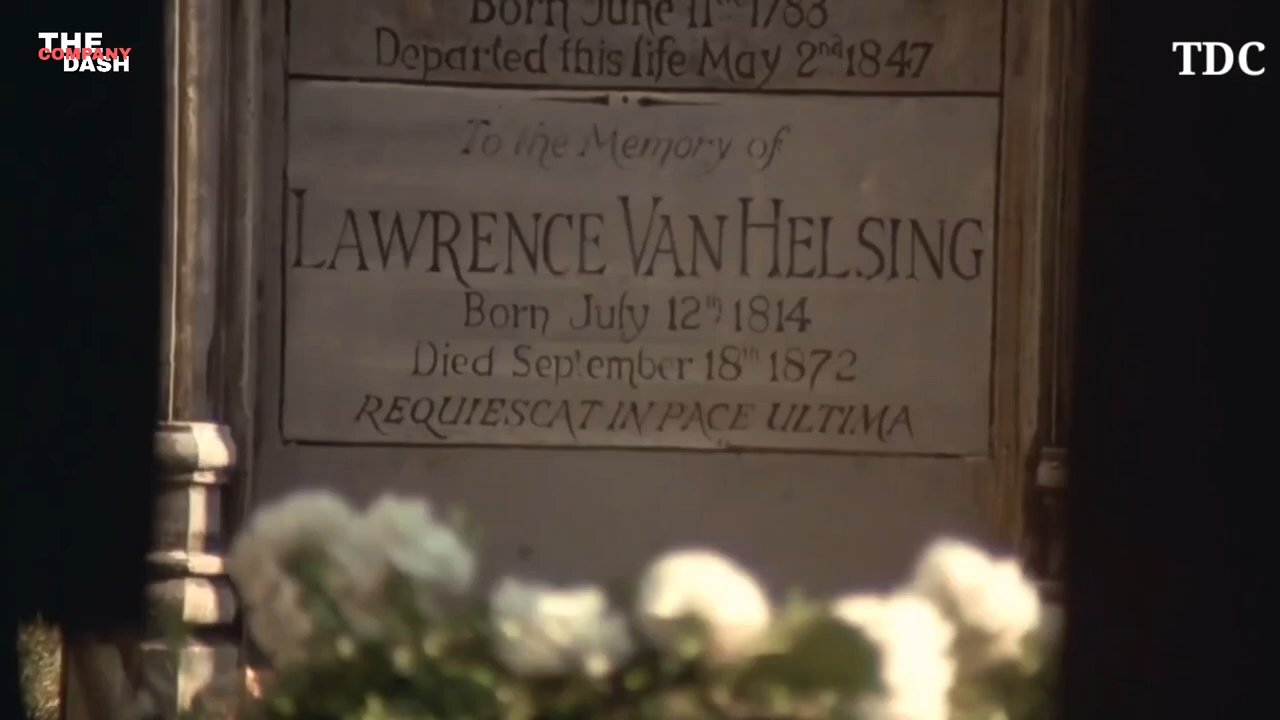 THE
COMPANY
DASH
TDC
Born June 11th 1783
Departed this life May 2nd 1847
To the Memory of
LAWRENCE VAN HELSING
Born July 12th 1814
Died September 18th 1872
REQUIESCAT IN PACE ULTIMA